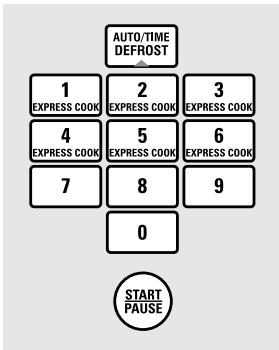 AUTO/TIME
DEFROST
1 2 3
EXPRESS COOK EXPRESS COOK EXPRESS COOK
4 5 6
EXPRESS COOK EXPRESS COOK EXPRESS COOK
7 8 9
0
START
PAUSE